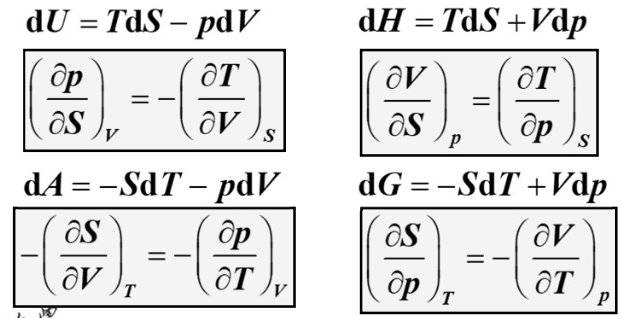 dU = TdS − pdV
(∂p/∂S)_V = −(∂T/∂V)_S
dH = TdS + Vdp
(∂V/∂S)_p = (∂T/∂p)_S
dA = −SdT − pdV
−(∂S/∂V)_T = −(∂p/∂T)_V
dG = −SdT + Vdp
(∂S/∂p)_T = −(∂V/∂T)_p